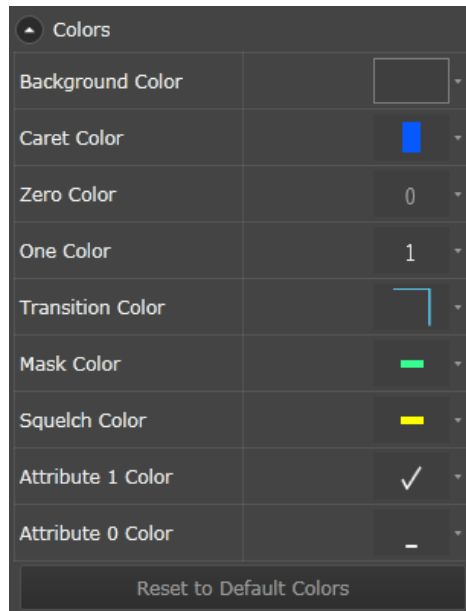 Colors
Background Color
Caret Color
Zero Color 0
One Color 1
Transition Color
Mask Color
Squelch Color
Attribute 1 Color ✓
Attribute 0 Color _
Reset to Default Colors